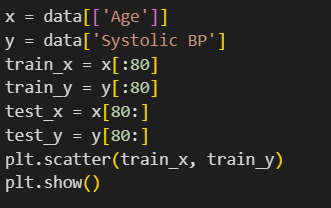 x = data[['Age']]
y = data['Systolic BP']
train_x = x[:80]
train_y = y[:80]
test_x = x[80:]
test_y = y[80:]
plt.scatter(train_x, train_y)
plt.show()